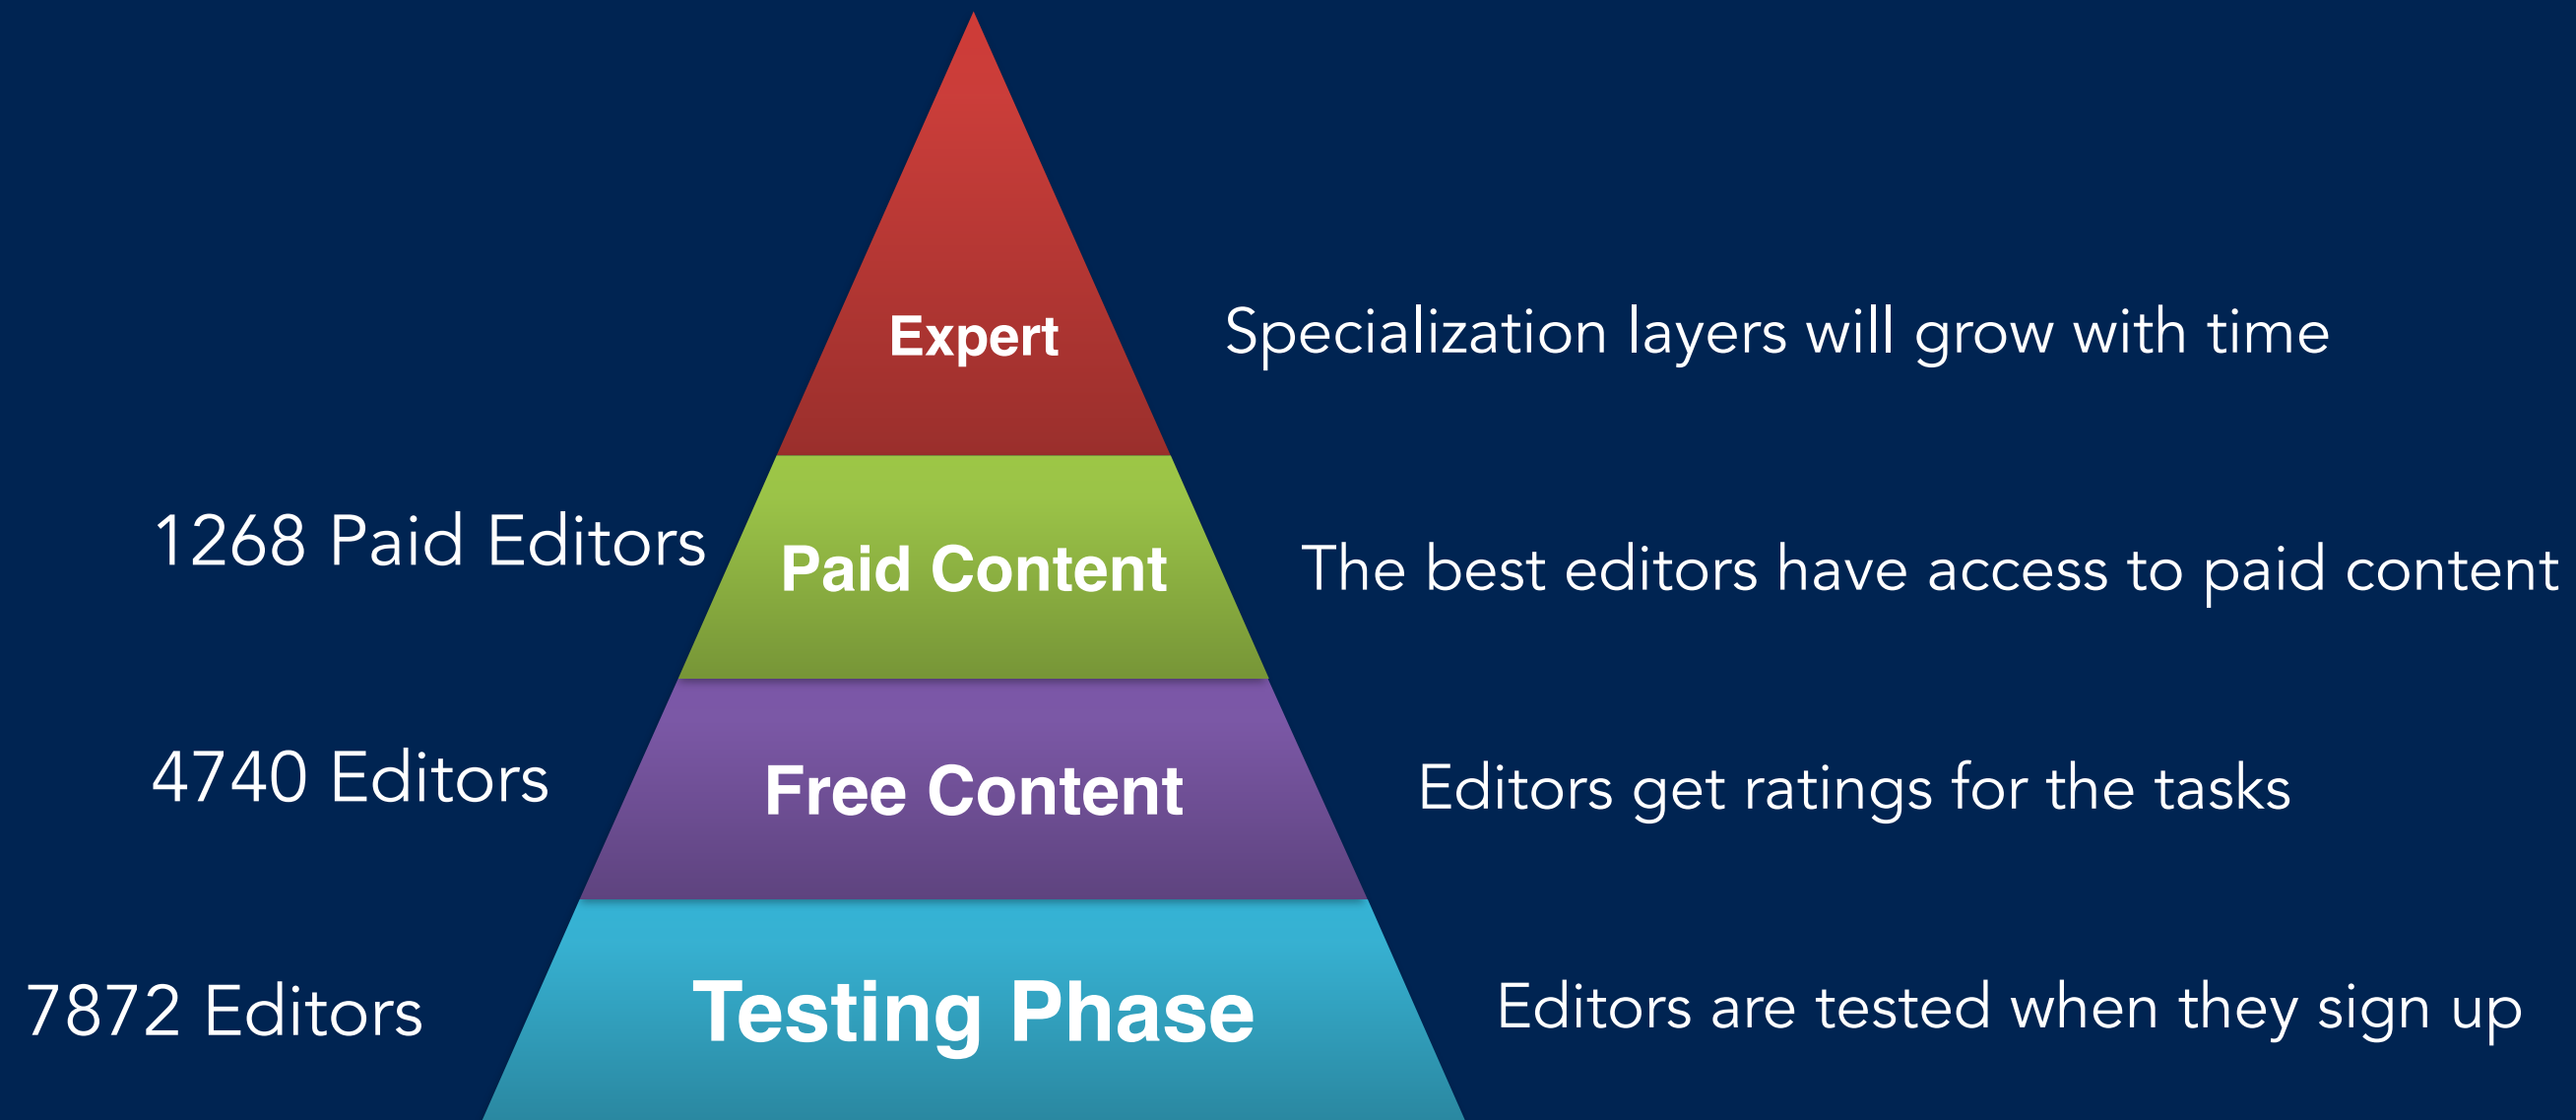 Expert
Specialization layers will grow with time
1268 Paid Editors
Paid Content
The best editors have access to paid content
4740 Editors
Free Content
Editors get ratings for the tasks
7872 Editors
Testing Phase
Editors are tested when they sign up